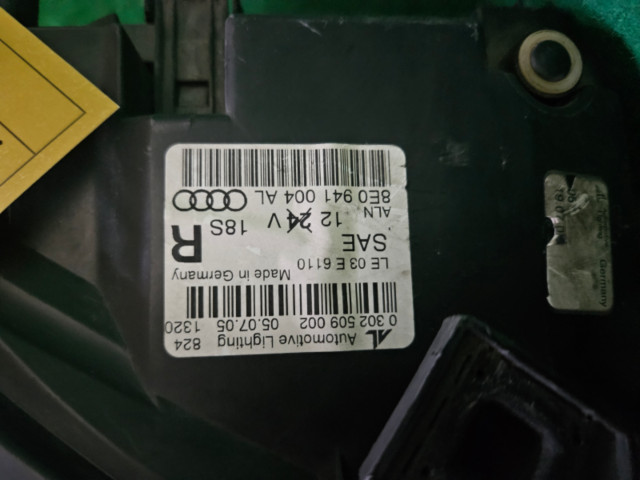 AL Automotive Lighting 824
0 302 509 002 05.07.05 1320
LE 03 E 6110 Made in Germany
SAE R
12 24 V 18S
ALN
8E0 941 004 AL
Germany